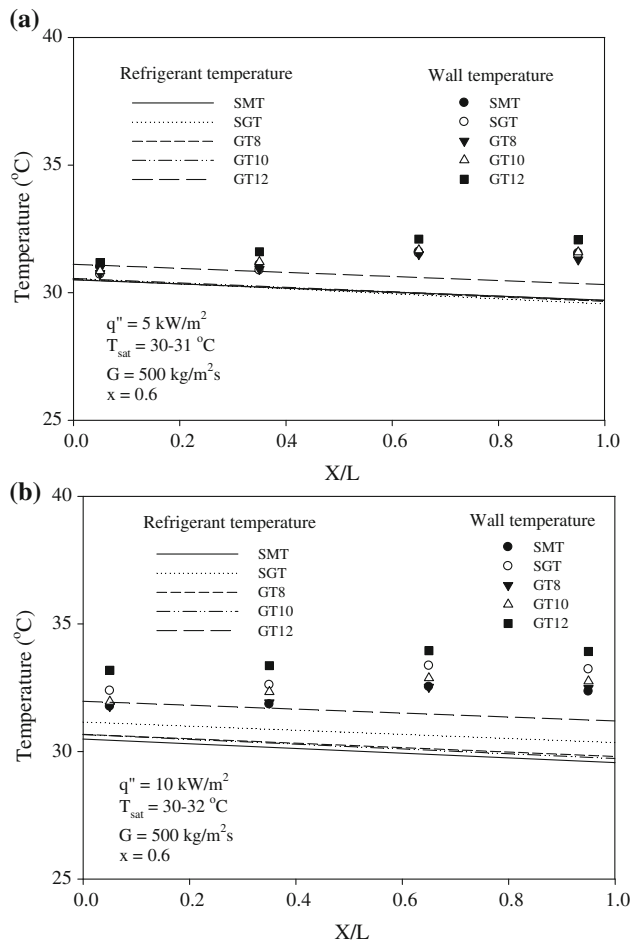 (a)
40
Refrigerant temperature
Wall temperature
SMT
SMT
SGT
SGT
GT8
GT8
GT10
GT10
GT12
GT12
35
Temperature (°C)
30
q" = 5 kW/m²
T_sat = 30-31 °C
G = 500 kg/m²s
x = 0.6
25
0.0 0.2 0.4 0.6 0.8 1.0
X/L
(b)
40
Refrigerant temperature
Wall temperature
SMT
SMT
SGT
SGT
GT8
GT8
GT10
GT10
GT12
GT12
35
Temperature (°C)
30
q" = 10 kW/m²
T_sat = 30-32 °C
G = 500 kg/m²s
x = 0.6
25
0.0 0.2 0.4 0.6 0.8 1.0
X/L